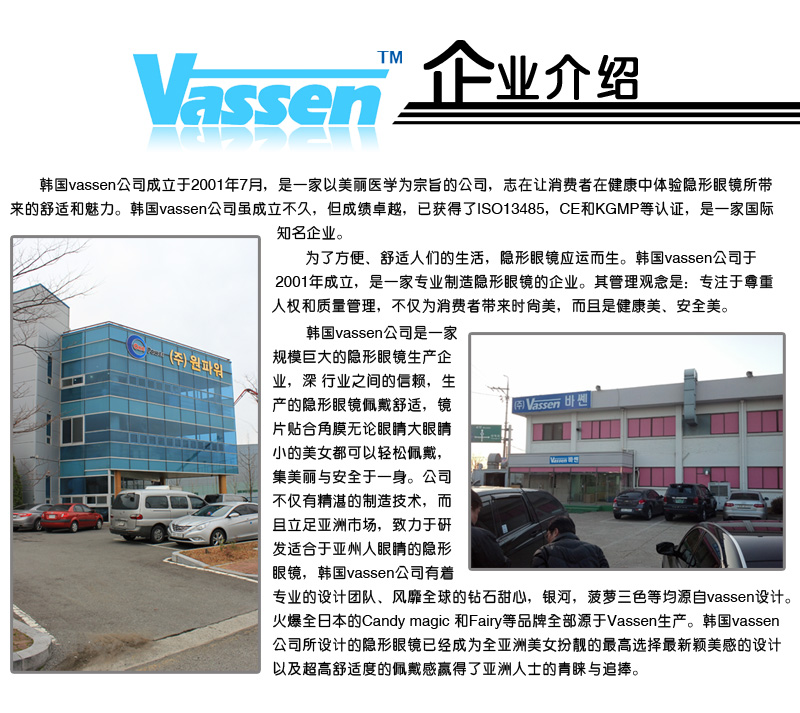 Vassen™
企业介绍
韩国vassen公司成立于2001年7月，是一家以美丽医学为宗旨的公司，志在让消费者在健康中体验隐形眼镜所带
来的舒适和魅力。韩国vassen公司虽成立不久，但成绩卓越，已获得了ISO13485，CE和KGMP等认证，是一家国际
知名企业。
为了方便、舒适人们的生活，隐形眼镜应运而生。韩国vassen公司于
2001年成立，是一家专业制造隐形眼镜的企业。其管理观念是：专注于尊重
人权和质量管理，不仅为消费者带来时尚美，而且是健康美、安全美。
韩国vassen公司是一家
规模巨大的隐形眼镜生产企
业，深 行业之间的信赖，生
产的隐形眼镜佩戴舒适，镜
片贴合角膜无论眼睛大眼睛
小的美女都可以轻松佩戴，
集美丽与安全于一身。公司
不仅有精湛的制造技术，而
且立足亚洲市场，致力于研
发适合于亚州人眼睛的隐形
眼镜，韩国vassen公司有着
专业的设计团队、风靡全球的钻石甜心，银河，菠萝三色等均源自vassen设计。
火爆全日本的Candy magic 和Fairy等品牌全部源于Vassen生产。韩国vassen
公司所设计的隐形眼镜已经成为全亚洲美女扮靓的最高选择最新颖美感的设计
以及超高舒适度的佩戴感赢得了亚洲人士的青睐与追捧。
(주)원파워
(주) Vassen 바쎈
Vassen 바쎈